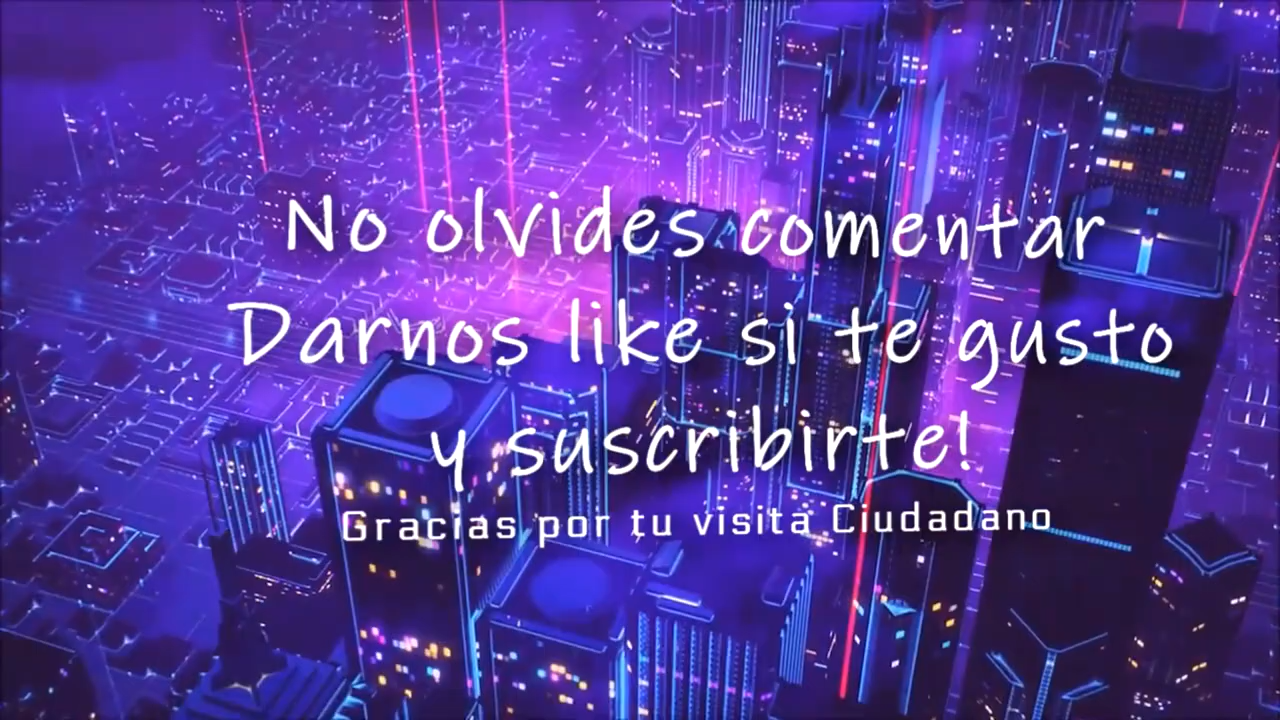 No olvides comentar
Darnos like si te gusto
y suscribirte!
Gracias por tu visita Ciudadano